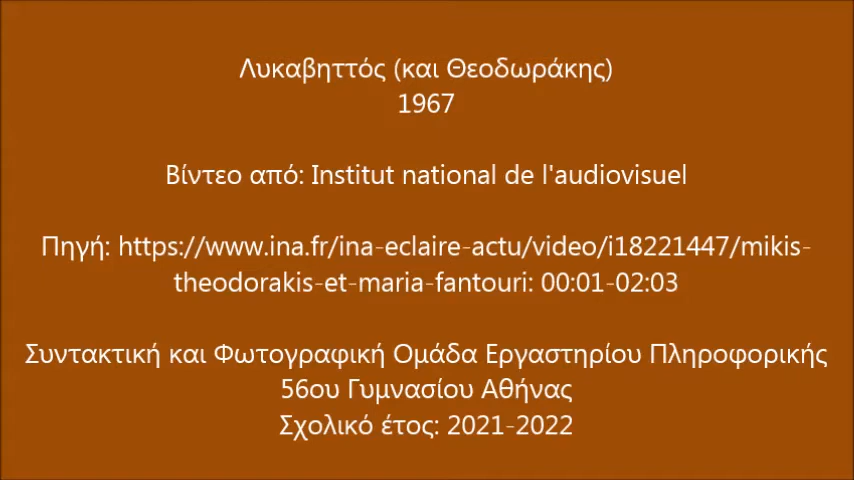 Λυκαβηττός (και Θεοδωράκης)
1967
Βίντεο από: Institut national de l'audiovisuel
Πηγή: https://www.ina.fr/ina-eclaire-actu/video/i18221447/mikis-
theodorakis-et-maria-fantouri: 00:01-02:03
Συντακτική και Φωτογραφική Ομάδα Εργαστηρίου Πληροφορικής
56ου Γυμνασίου Αθήνας
Σχολικό έτος: 2021-2022